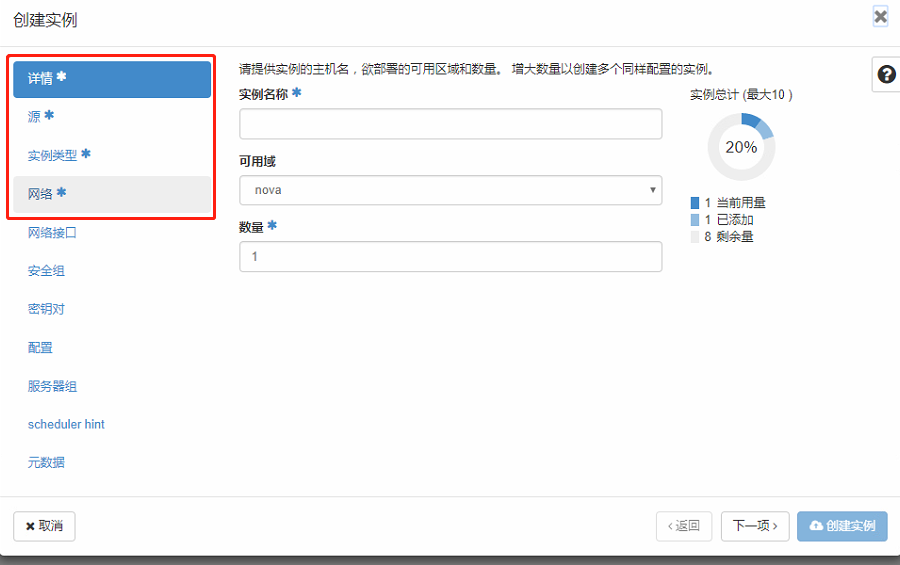 创建实例
详情 *
源 *
实例类型 *
网络 *
网络接口
安全组
密钥对
配置
服务器组
scheduler hint
元数据
请提供实例的主机名，欲部署的可用区域和数量。 增大数量以创建多个同样配置的实例。
实例名称 *
可用域
nova
数量 *
1
实例总计 (最大10 )
20%
1 当前用量
1 已添加
8 剩余量
取消
返回
下一项
创建实例